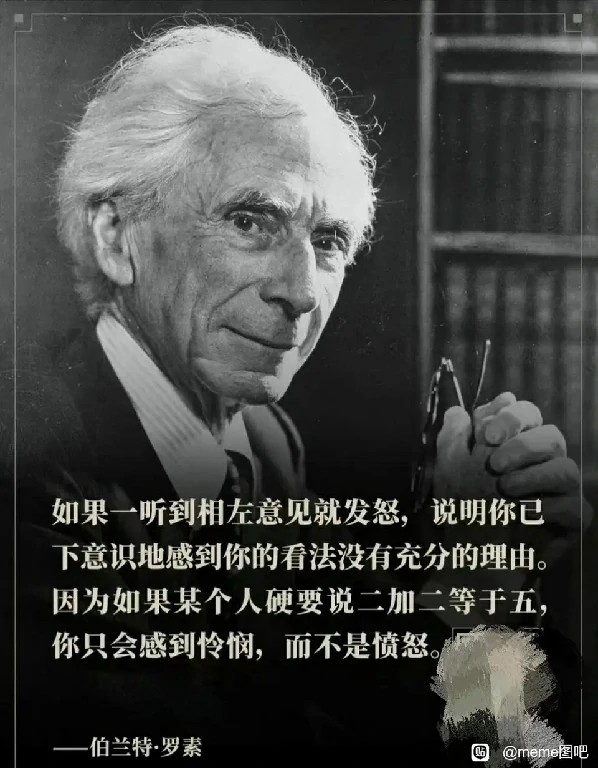 如果一听到相左意见就发怒，说明你已
下意识地感到你的看法没有充分的理由。
因为如果某个人硬要说二加二等于五，
你只会感到怜悯，而不是愤怒。
——伯兰特·罗素
贴 @meme图吧